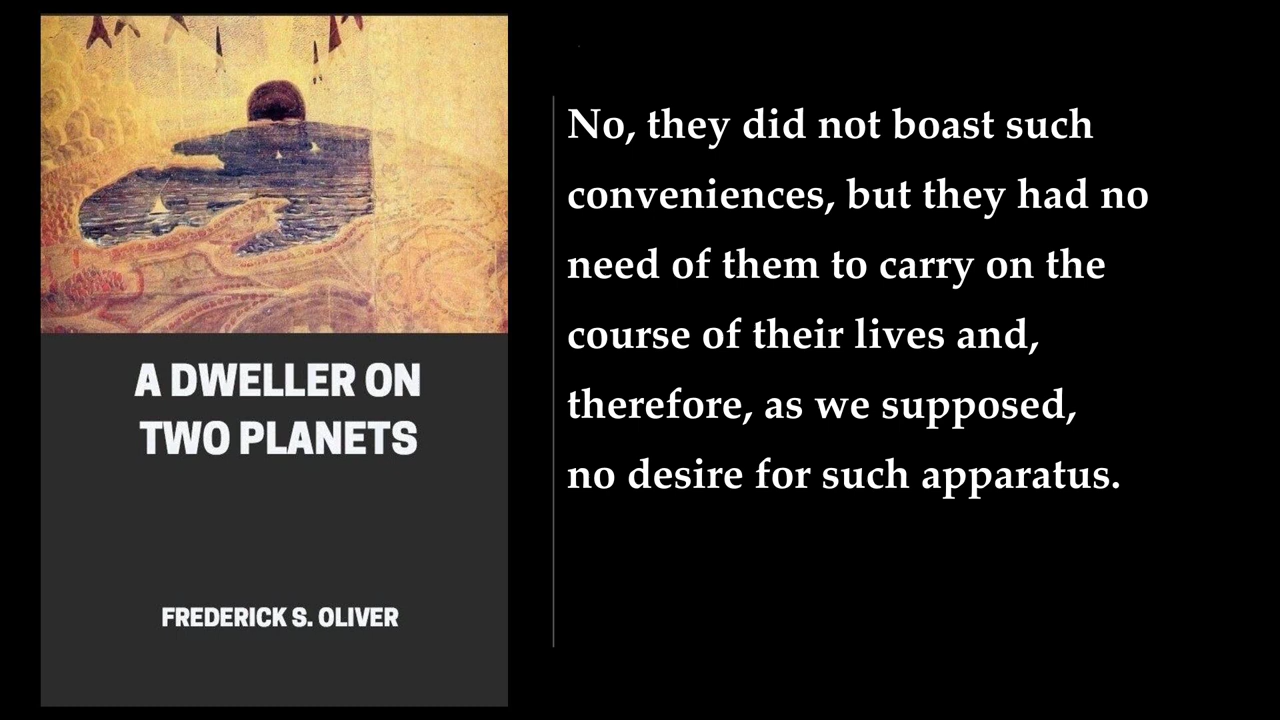 A DWELLER ON
TWO PLANETS
FREDERICK S. OLIVER
No, they did not boast such
conveniences, but they had no
need of them to carry on the
course of their lives and,
therefore, as we supposed,
no desire for such apparatus.